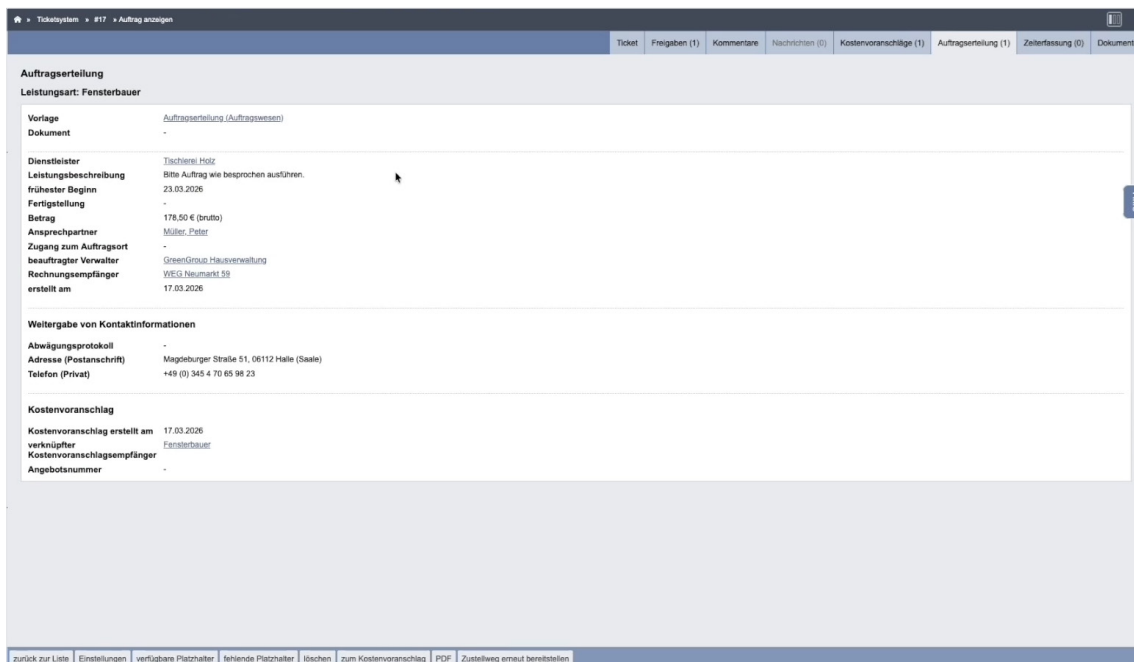 » Ticketsystem » #17 » Auftrag anzeigen
Ticket Freigaben (1) Kommentare Nachrichten (0) Kostenvoranschläge (1) Auftragserteilung (1) Zeiterfassung (0) Dokument
Auftragserteilung
Leistungsart: Fensterbauer
Vorlage Auftragserteilung (Auftragswesen)
Dokument -
Dienstleister Tischlerei Holz
Leistungsbeschreibung Bitte Auftrag wie besprochen ausführen.
frühester Beginn 23.03.2026
Fertigstellung -
Betrag 178,50 € (brutto)
Ansprechpartner Müller, Peter
Zugang zum Auftragsort -
beauftragter Verwalter GreenGroup Hausverwaltung
Rechnungsempfänger WEG Neumarkt 59
erstellt am 17.03.2026
Weitergabe von Kontaktinformationen
Abwägungsprotokoll -
Adresse (Postanschrift) Magdeburger Straße 51, 06112 Halle (Saale)
Telefon (Privat) +49 (0) 345 4 70 65 98 23
Kostenvoranschlag
Kostenvoranschlag erstellt am 17.03.2026
verknüpfter Fensterbauer
Kostenvoranschlagsempfänger
Angebotsnummer -
zurück zur Liste Einstellungen verfügbare Platzhalter fehlende Platzhalter löschen zum Kostenvoranschlag PDF Zustellweg erneut bereitstellen